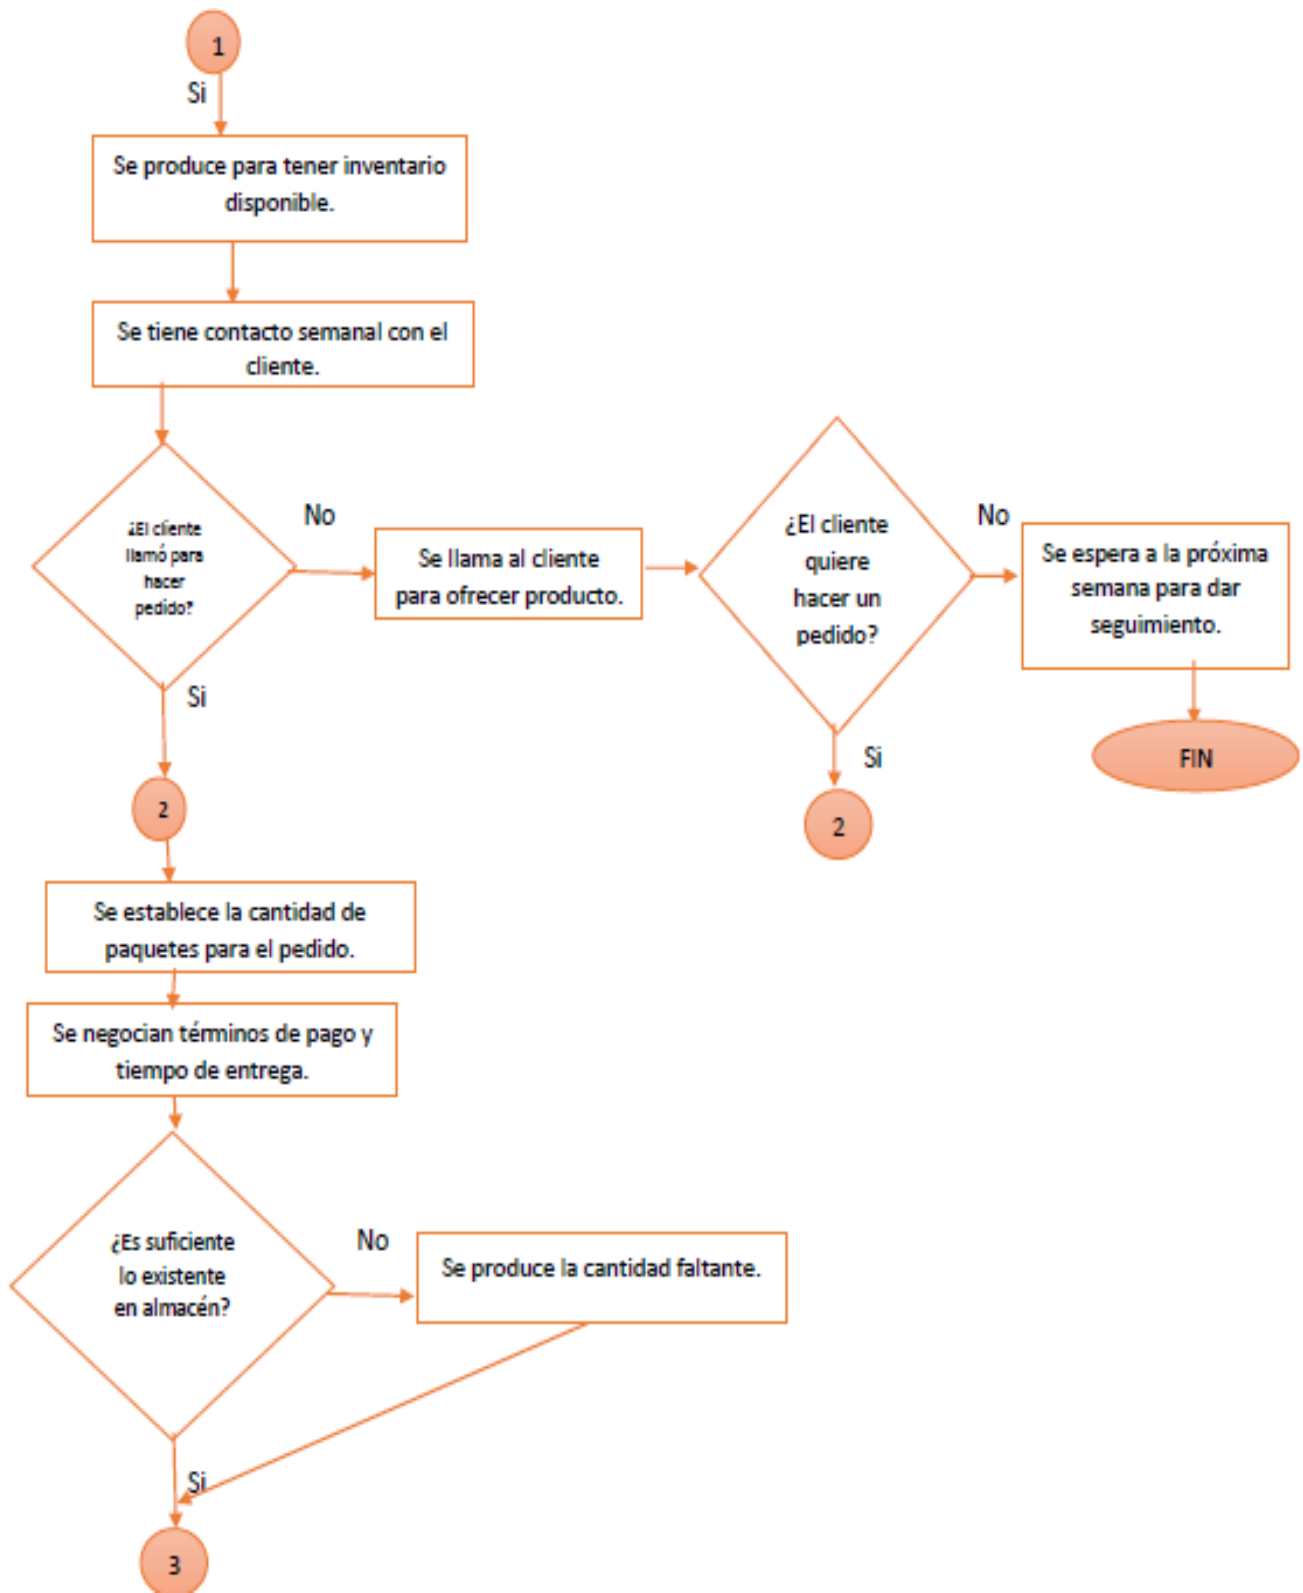 1
Si
Se produce para tener inventario
disponible.
Se tiene contacto semanal con el
cliente.
¿El cliente
llamó para
hacer
pedido?
No
Se llama al cliente
para ofrecer producto.
¿El cliente
quiere
hacer un
pedido?
No
Se espera a la próxima
semana para dar
seguimiento.
FIN
Si
2
Si
2
Se establece la cantidad de
paquetes para el pedido.
Se negocian términos de pago y
tiempo de entrega.
¿Es suficiente
lo existente
en almacén?
No
Se produce la cantidad faltante.
Si
3